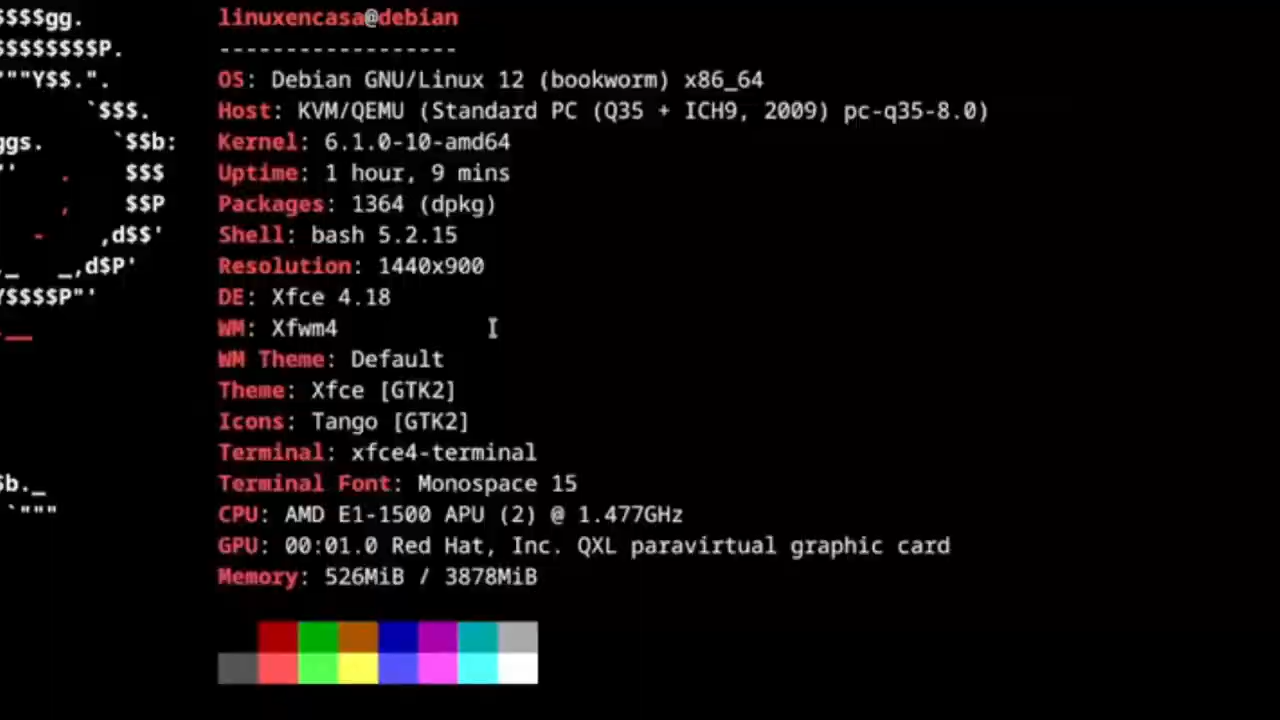 linuxencasa@debian
------------------
OS: Debian GNU/Linux 12 (bookworm) x86_64
Host: KVM/QEMU (Standard PC (Q35 + ICH9, 2009) pc-q35-8.0)
Kernel: 6.1.0-10-amd64
Uptime: 1 hour, 9 mins
Packages: 1364 (dpkg)
Shell: bash 5.2.15
Resolution: 1440x900
DE: Xfce 4.18
WM: Xfwm4
WM Theme: Default
Theme: Xfce [GTK2]
Icons: Tango [GTK2]
Terminal: xfce4-terminal
Terminal Font: Monospace 15
CPU: AMD E1-1500 APU (2) @ 1.477GHz
GPU: 00:01.0 Red Hat, Inc. QXL paravirtual graphic card
Memory: 526MiB / 3878MiB